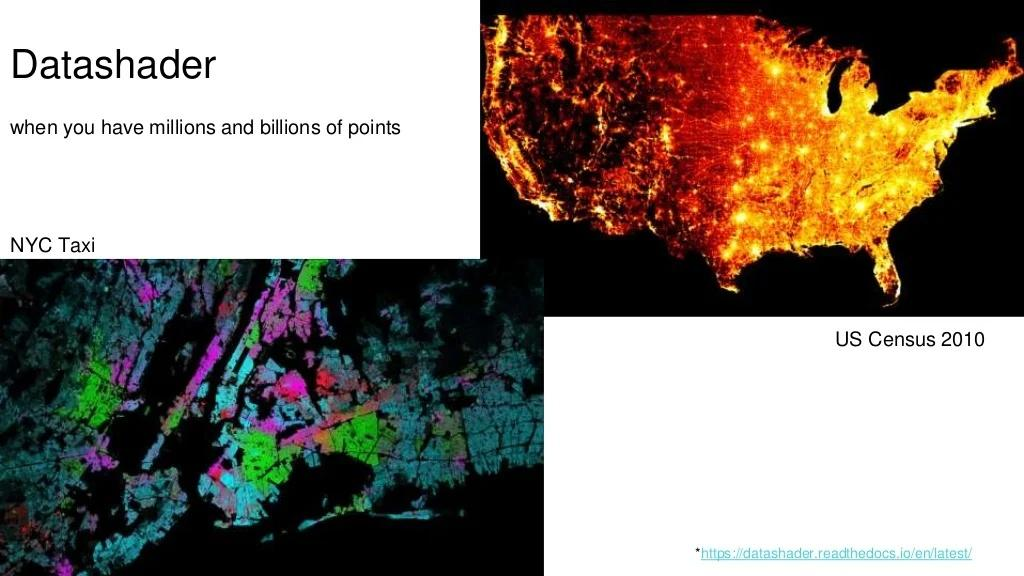 Datashader
when you have millions and billions of points
NYC Taxi
US Census 2010
*https://datashader.readthedocs.io/en/latest/